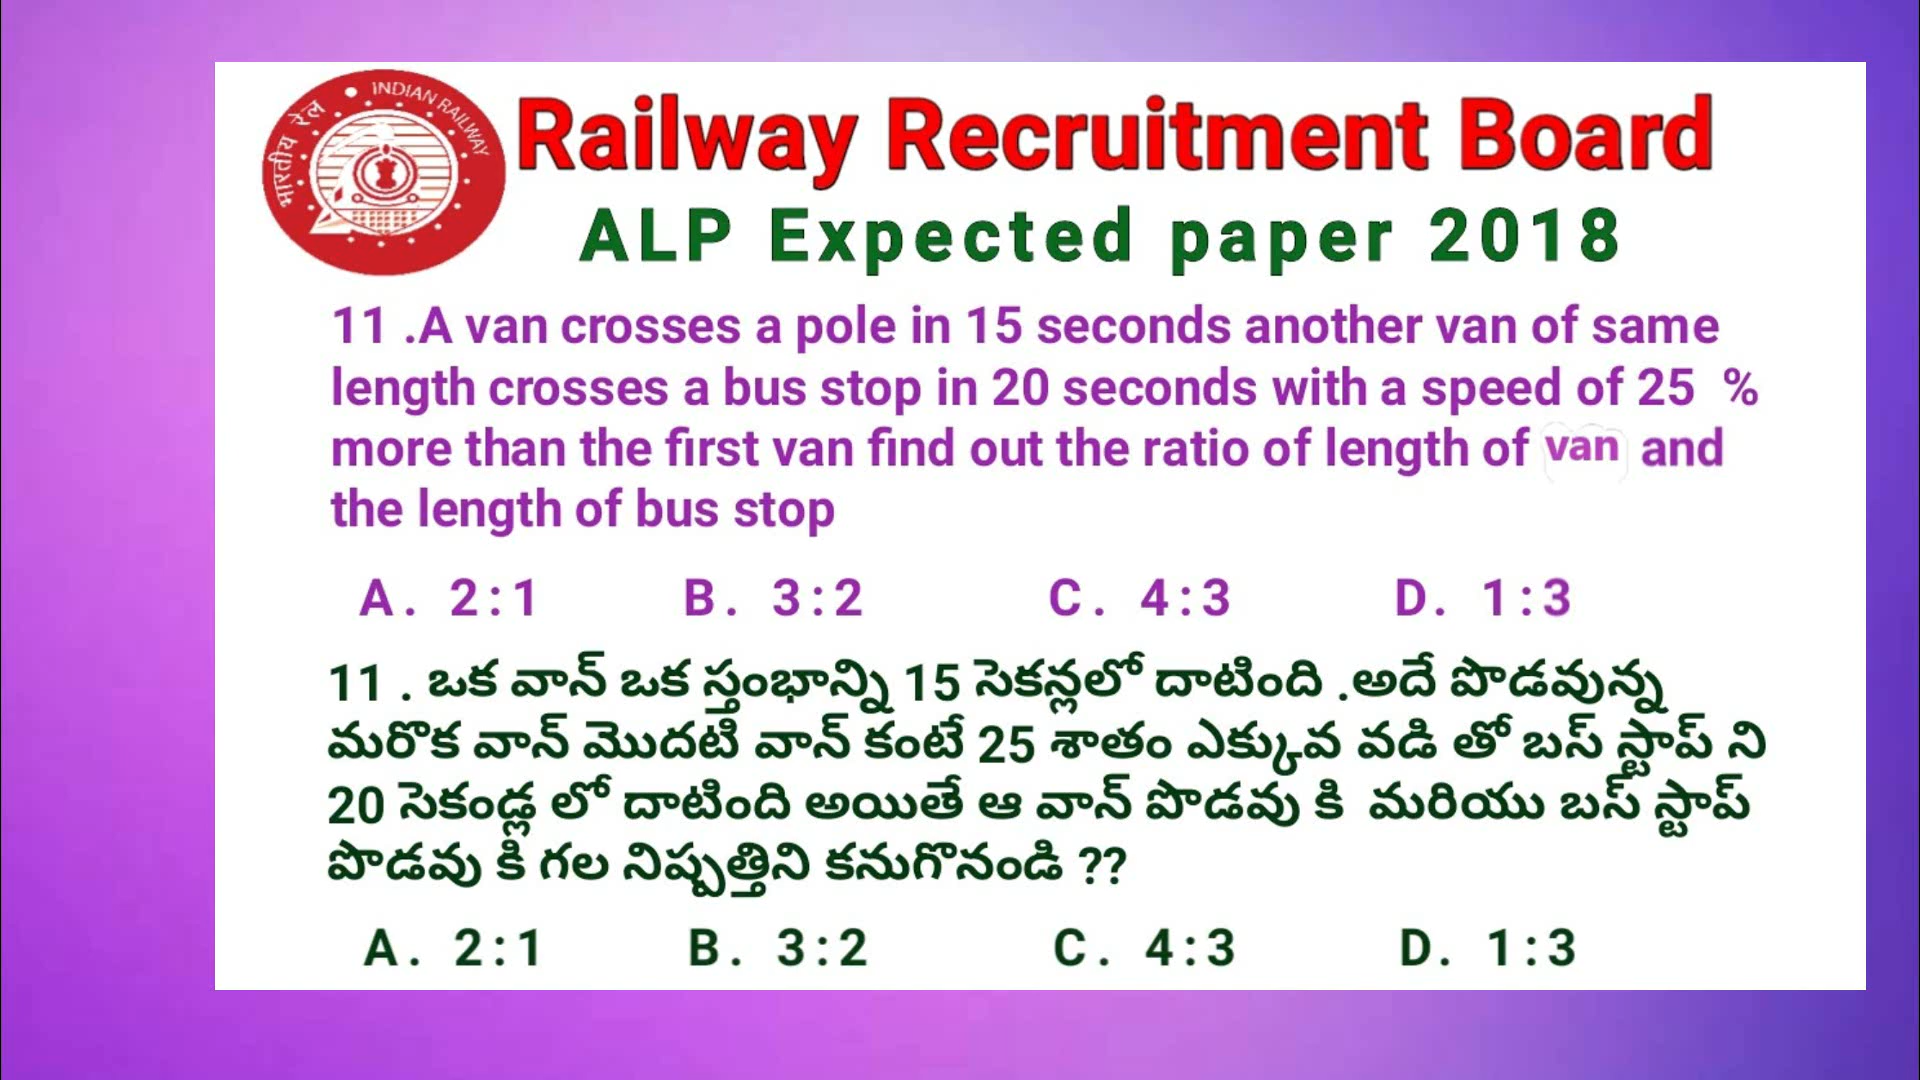 भारतीय रेल • INDIAN RAILWAY
Railway Recruitment Board
ALP Expected paper 2018
11 .A van crosses a pole in 15 seconds another van of same
length crosses a bus stop in 20 seconds with a speed of 25 %
more than the first van find out the ratio of length of van and
the length of bus stop
A. 2:1 B. 3:2 C. 4:3 D. 1:3
11 . ఒక వాన్ ఒక స్తంభాన్ని 15 సెకన్లలో దాటింది .అదే పొడవున్న
మరొక వాన్ మొదటి వాన్ కంటే 25 శాతం ఎక్కువ వడి తో బస్ స్టాప్ ని
20 సెకండ్ల లో దాటింది అయితే ఆ వాన్ పొడవు కి మరియు బస్ స్టాప్
పొడవు కి గల నిష్పత్తిని కనుగొనండి ??
A. 2:1 B. 3:2 C. 4:3 D. 1:3